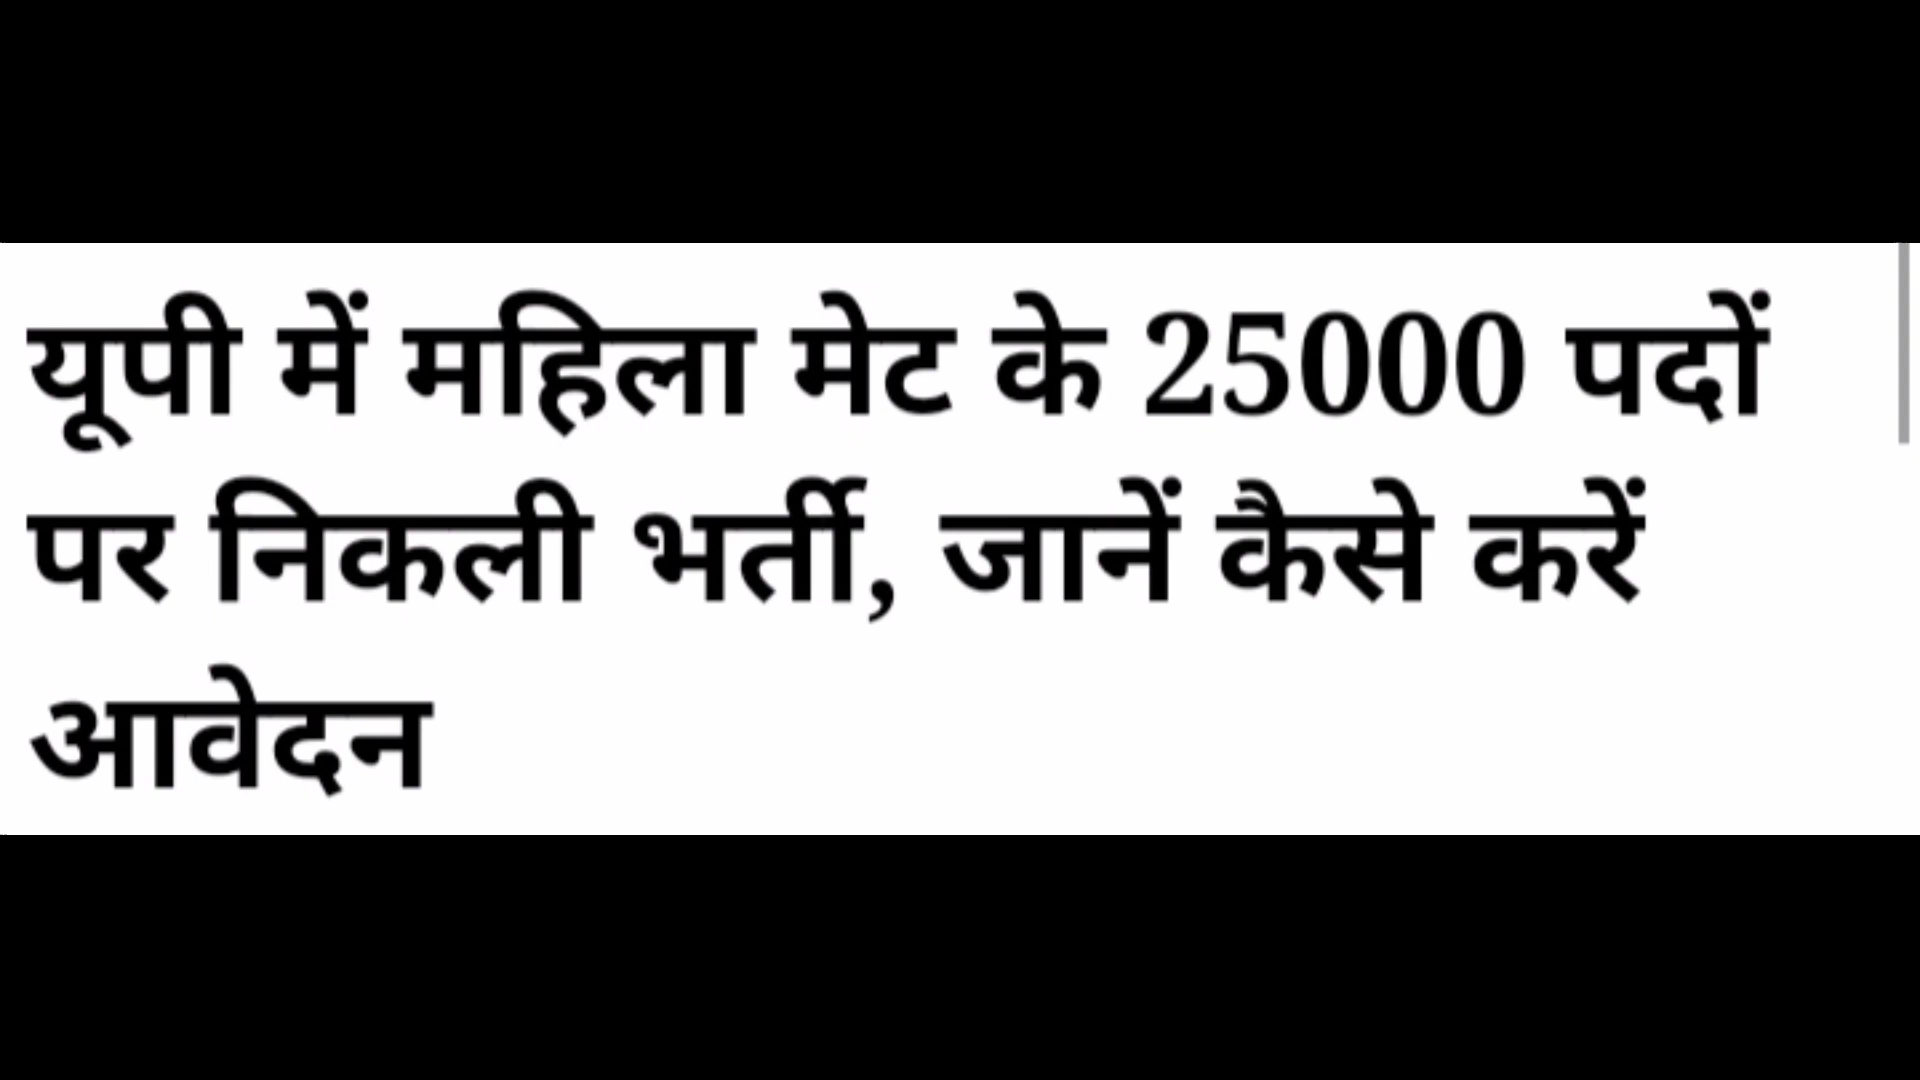 यूपी में महिला मेट के 25000 पदों
पर निकली भर्ती, जानें कैसे करें
आवेदन